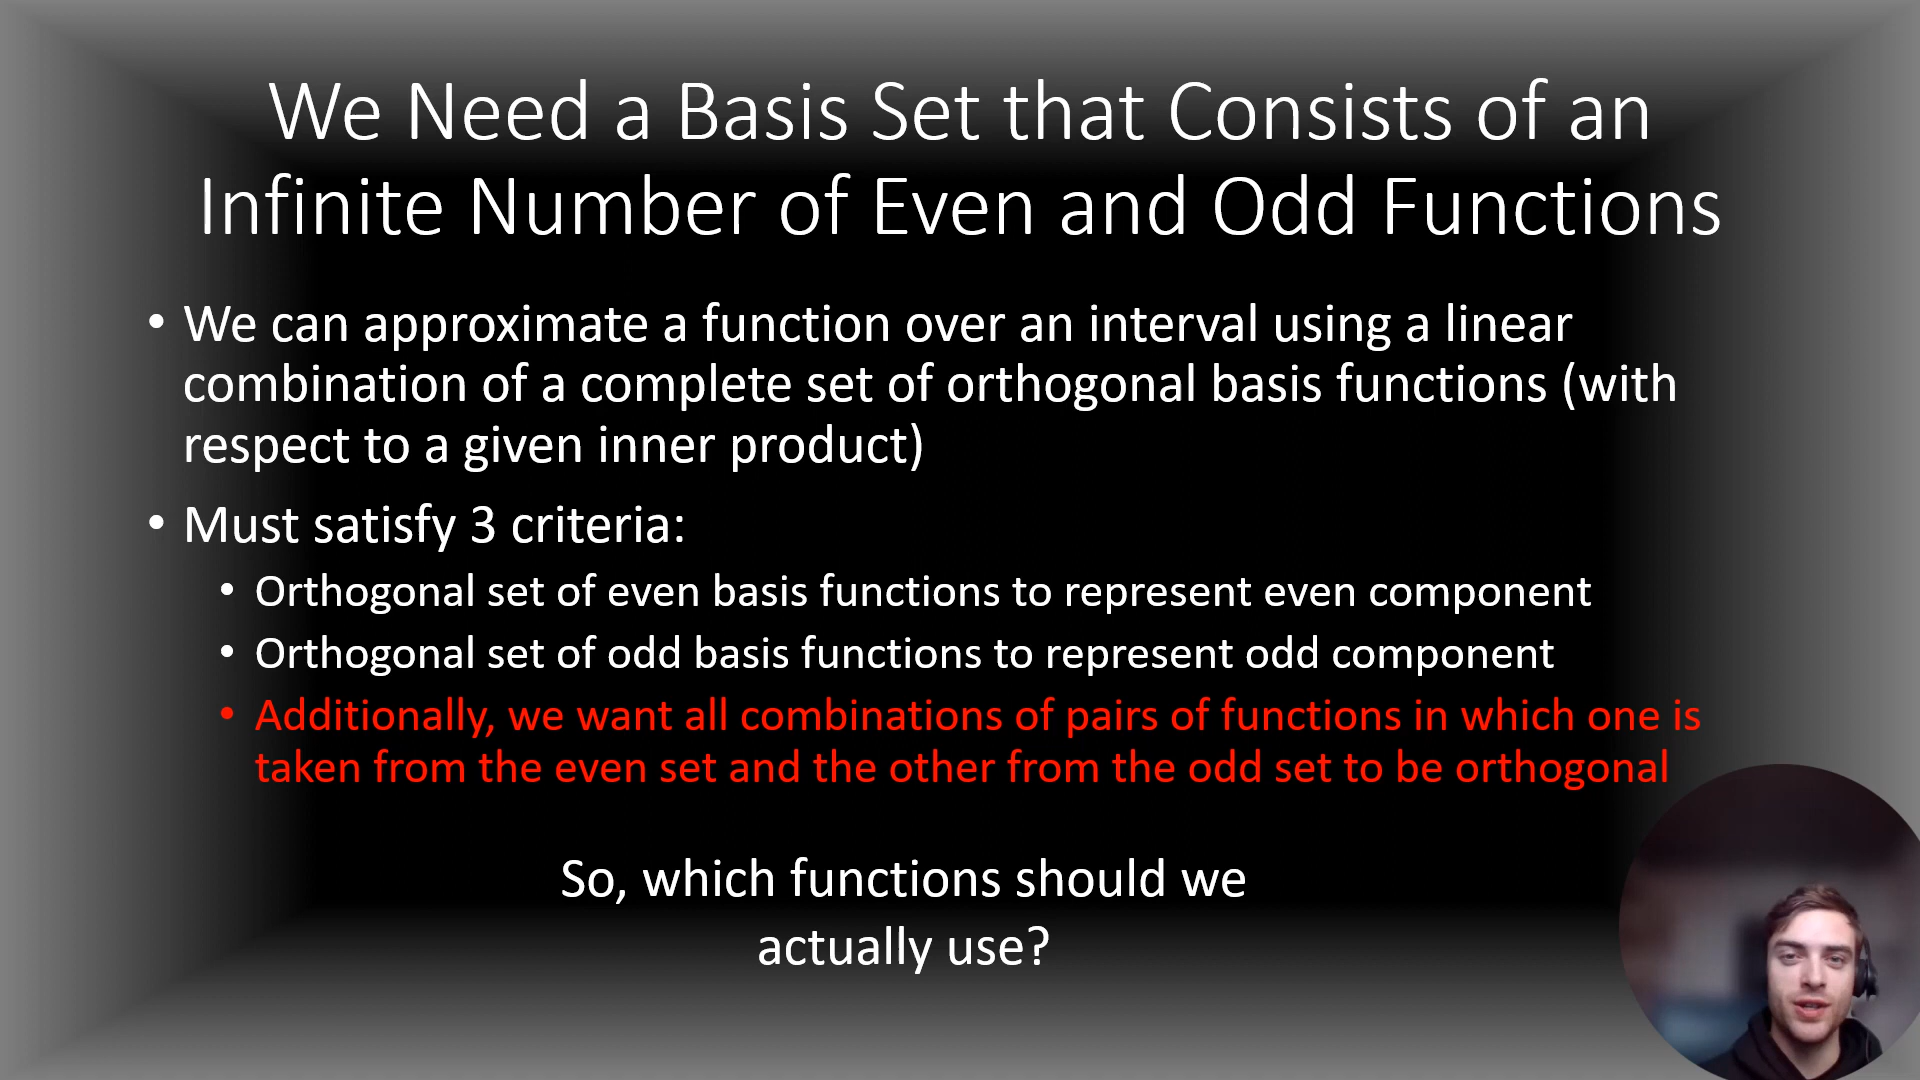 We Need a Basis Set that Consists of an
Infinite Number of Even and Odd Functions
• We can approximate a function over an interval using a linear
combination of a complete set of orthogonal basis functions (with
respect to a given inner product)
• Must satisfy 3 criteria:
• Orthogonal set of even basis functions to represent even component
• Orthogonal set of odd basis functions to represent odd component
• Additionally, we want all combinations of pairs of functions in which one is
taken from the even set and the other from the odd set to be orthogonal
So, which functions should we
actually use?